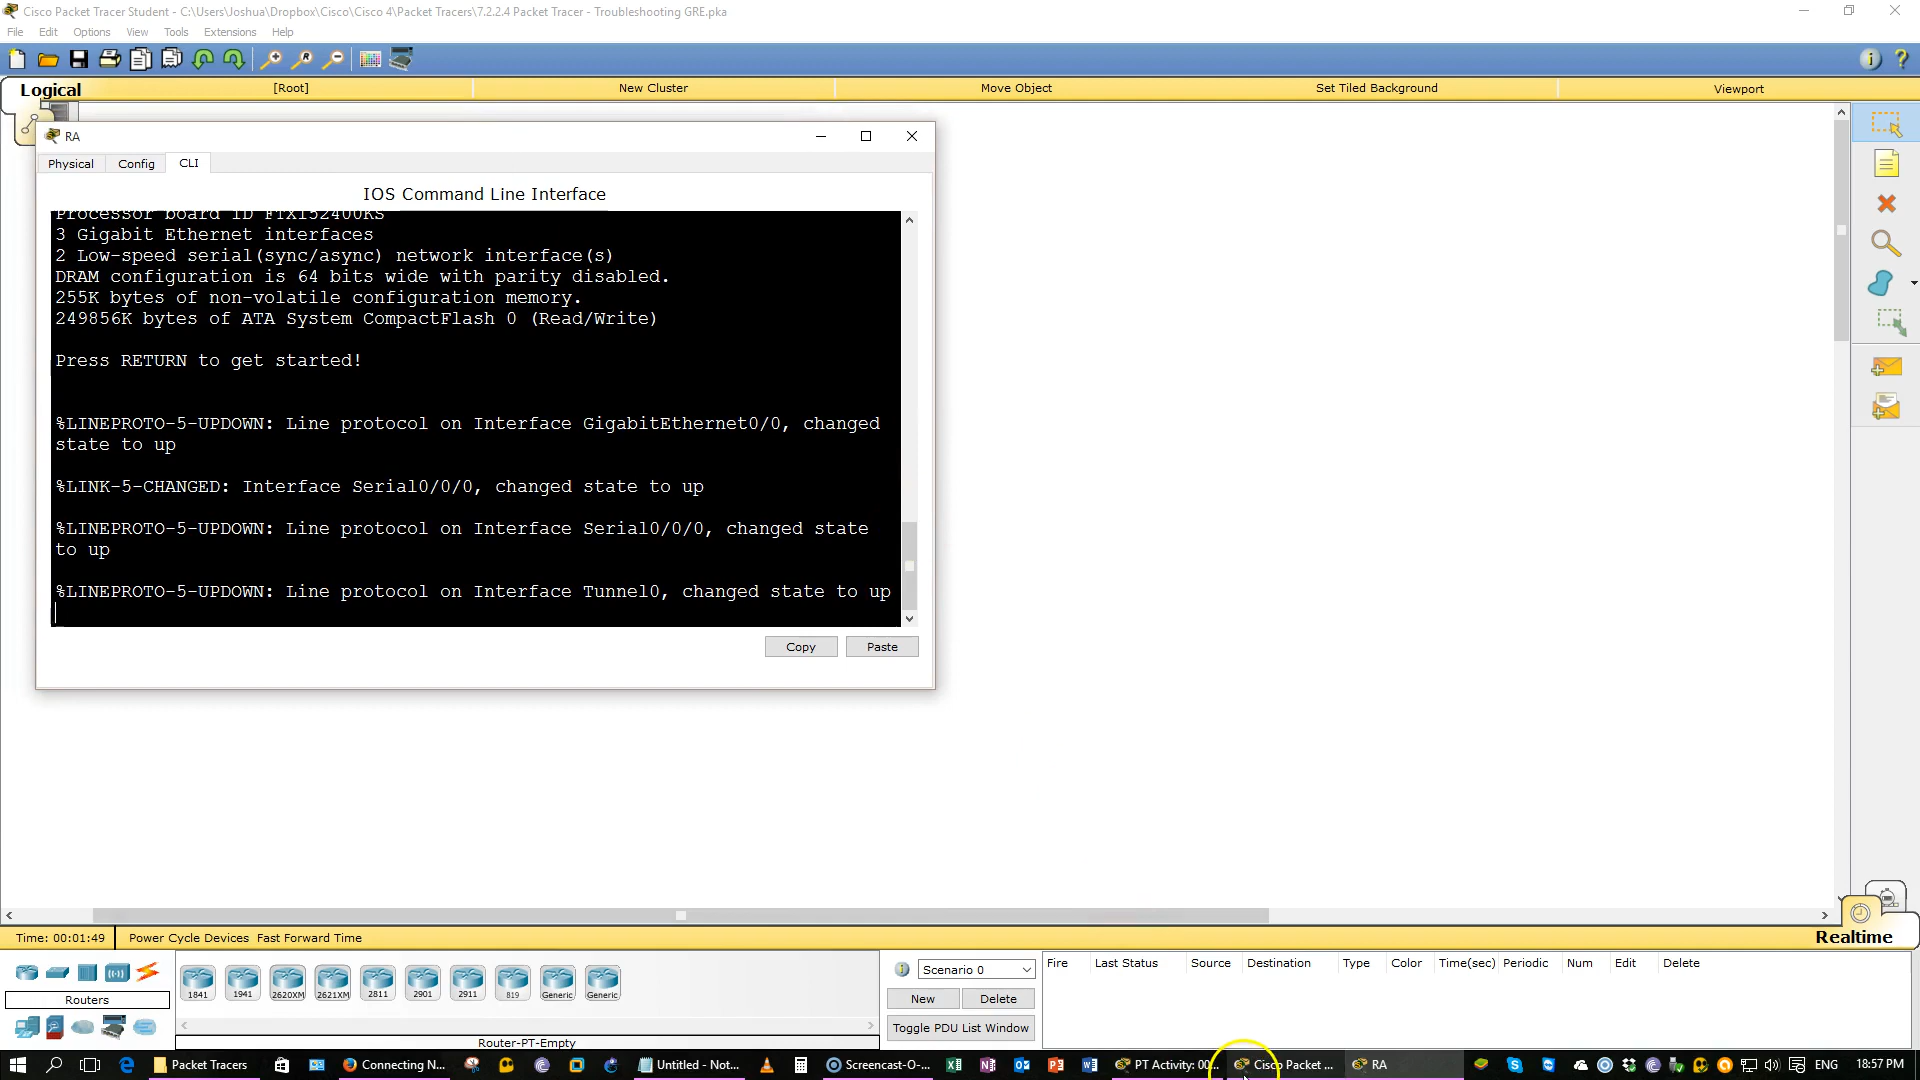 Cisco Packet Tracer Student - C:\Users\Joshua\Dropbox\Cisco\Cisco 4\Packet Tracers\7.2.2.4 Packet Tracer - Troubleshooting GRE.pka
File Edit Options View Tools Extensions Help
Logical [Root] New Cluster Move Object Set Tiled Background Viewport
RA
Physical Config CLI
IOS Command Line Interface
Processor board ID FTX152400KS
3 Gigabit Ethernet interfaces
2 Low-speed serial(sync/async) network interface(s)
DRAM configuration is 64 bits wide with parity disabled.
255K bytes of non-volatile configuration memory.
249856K bytes of ATA System CompactFlash 0 (Read/Write)
Press RETURN to get started!
%LINEPROTO-5-UPDOWN: Line protocol on Interface GigabitEthernet0/0, changed
state to up
%LINK-5-CHANGED: Interface Serial0/0/0, changed state to up
%LINEPROTO-5-UPDOWN: Line protocol on Interface Serial0/0/0, changed state
to up
%LINEPROTO-5-UPDOWN: Line protocol on Interface Tunnel0, changed state to up
Copy Paste
Time: 00:01:49 Power Cycle Devices Fast Forward Time Realtime
Routers
1841 1941 2620XM 2621XM 2811 2901 2911 819 Generic Generic
Router-PT-Empty
Scenario 0
New Delete
Toggle PDU List Window
Fire Last Status Source Destination Type Color Time(sec) Periodic Num Edit Delete
Packet Tracers Connecting N... Untitled - Not... Screencast-O-... PT Activity: 00... Cisco Packet ... RA ENG 18:57 PM